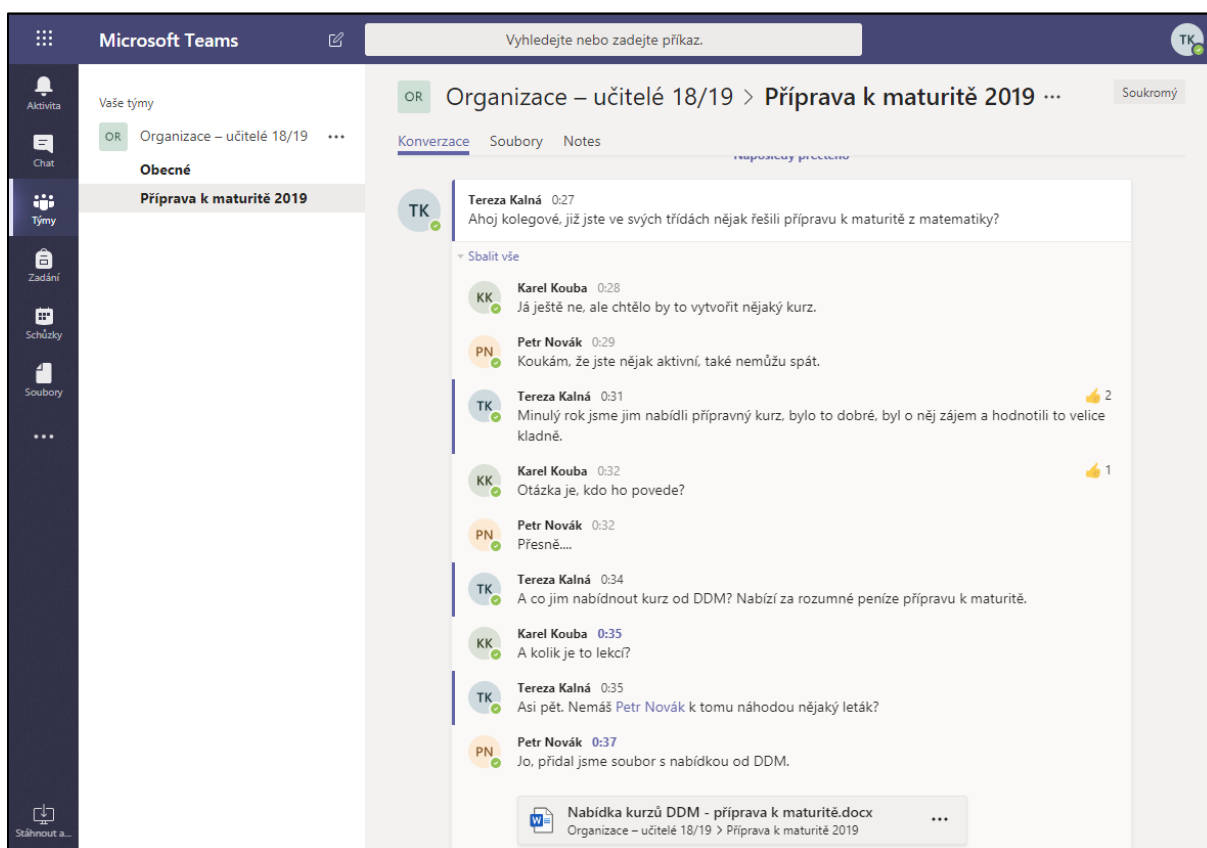 Microsoft Teams
Vyhledejte nebo zadejte příkaz.
TK
Aktivita
Chat
Týmy
Zadání
Schůzky
Soubory
Stáhnout a...
Vaše týmy
OR Organizace – učitelé 18/19 ...
Obecné
Příprava k maturitě 2019
OR Organizace – učitelé 18/19 > Příprava k maturitě 2019 ...
Soukromý
Konverzace Soubory Notes
Naposledy přečteno
TK
Tereza Kalná 0:27
Ahoj kolegové, již jste ve svých třídách nějak řešili přípravu k maturitě z matematiky?
Sbalit vše
KK
Karel Kouba 0:28
Já ještě ne, ale chtělo by to vytvořit nějaký kurz.
PN
Petr Novák 0:29
Koukám, že jste nějak aktivní, také nemůžu spát.
TK
Tereza Kalná 0:31 2
Minulý rok jsme jim nabídli přípravný kurz, bylo to dobré, byl o něj zájem a hodnotili to velice
kladně.
KK
Karel Kouba 0:32 1
Otázka je, kdo ho povede?
PN
Petr Novák 0:32
Přesně....
TK
Tereza Kalná 0:34
A co jim nabídnout kurz od DDM? Nabízí za rozumné peníze přípravu k maturitě.
KK
Karel Kouba 0:35
A kolik je to lekcí?
TK
Tereza Kalná 0:35
Asi pět. Nemáš Petr Novák k tomu náhodou nějaký leták?
PN
Petr Novák 0:37
Jo, přidal jsme soubor s nabídkou od DDM.
Nabídka kurzů DDM - příprava k maturitě.docx ...
Organizace – učitelé 18/19 > Příprava k maturitě 2019